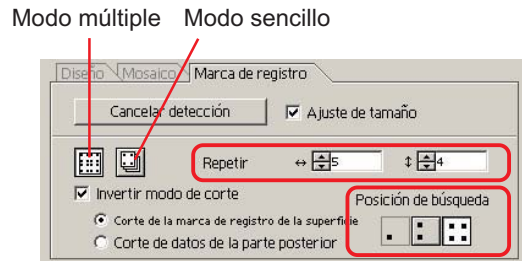 Modo múltiple Modo sencillo
Diseño Mosaico Marca de registro
Cancelar detección Ajuste de tamaño
Repetir 5 4
Invertir modo de corte Posición de búsqueda
Corte de la marca de registro de la superficie
Corte de datos de la parte posterior